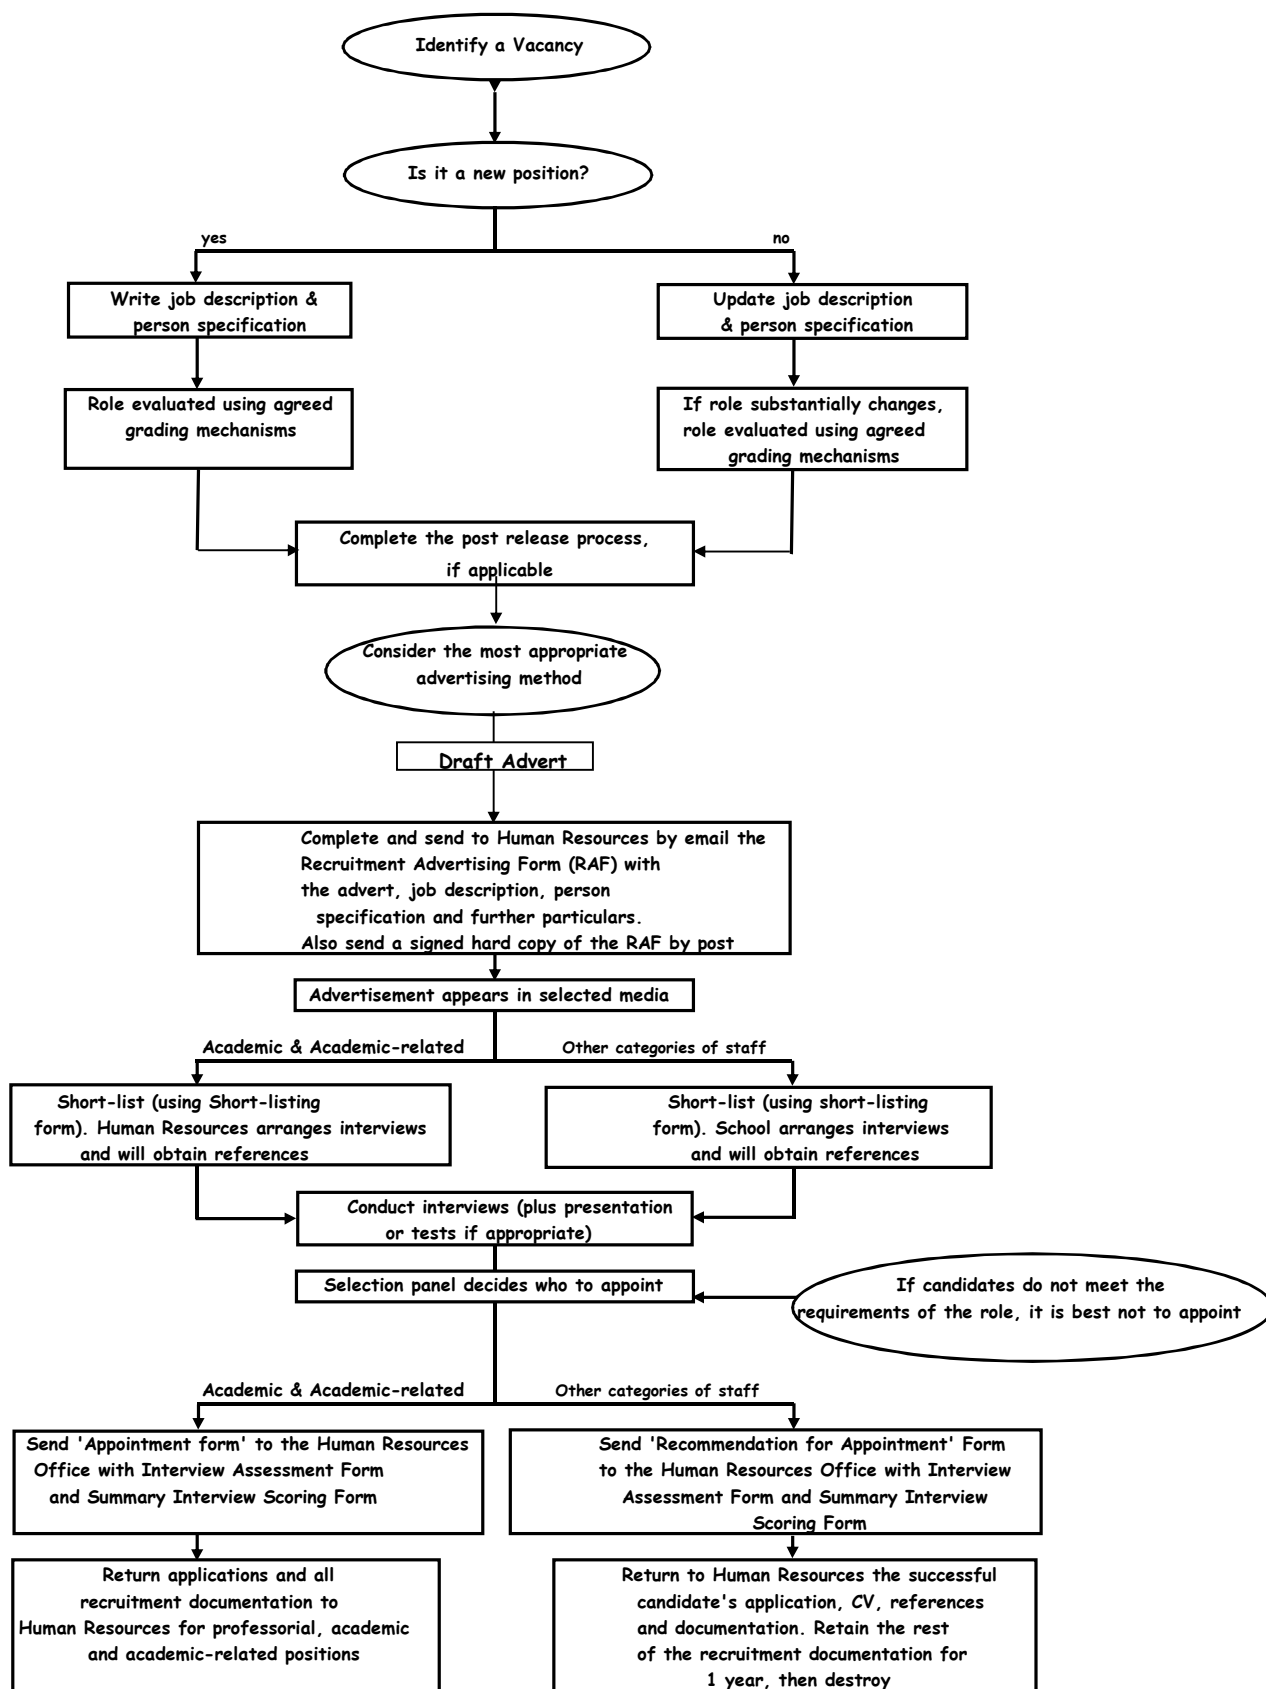 Identify a Vacancy
Is it a new position?
yes
no
Write job description &
person specification
Update job description
& person specification
Role evaluated using agreed
grading mechanisms
If role substantially changes,
role evaluated using agreed
grading mechanisms
Complete the post release process,
if applicable
Consider the most appropriate
advertising method
Draft Advert
Complete and send to Human Resources by email the
Recruitment Advertising Form (RAF) with
the advert, job description, person
specification and further particulars.
Also send a signed hard copy of the RAF by post
Advertisement appears in selected media
Academic & Academic-related
Other categories of staff
Short-list (using Short-listing
form). Human Resources arranges interviews
and will obtain references
Short-list (using short-listing
form). School arranges interviews
and will obtain references
Conduct interviews (plus presentation
or tests if appropriate)
Selection panel decides who to appoint
If candidates do not meet the
requirements of the role, it is best not to appoint
Academic & Academic-related
Other categories of staff
Send 'Appointment form' to the Human Resources
Office with Interview Assessment Form
and Summary Interview Scoring Form
Send 'Recommendation for Appointment' Form
to the Human Resources Office with Interview
Assessment Form and Summary Interview
Scoring Form
Return applications and all
recruitment documentation to
Human Resources for professorial, academic
and academic-related positions
Return to Human Resources the successful
candidate's application, CV, references
and documentation. Retain the rest
of the recruitment documentation for
1 year, then destroy